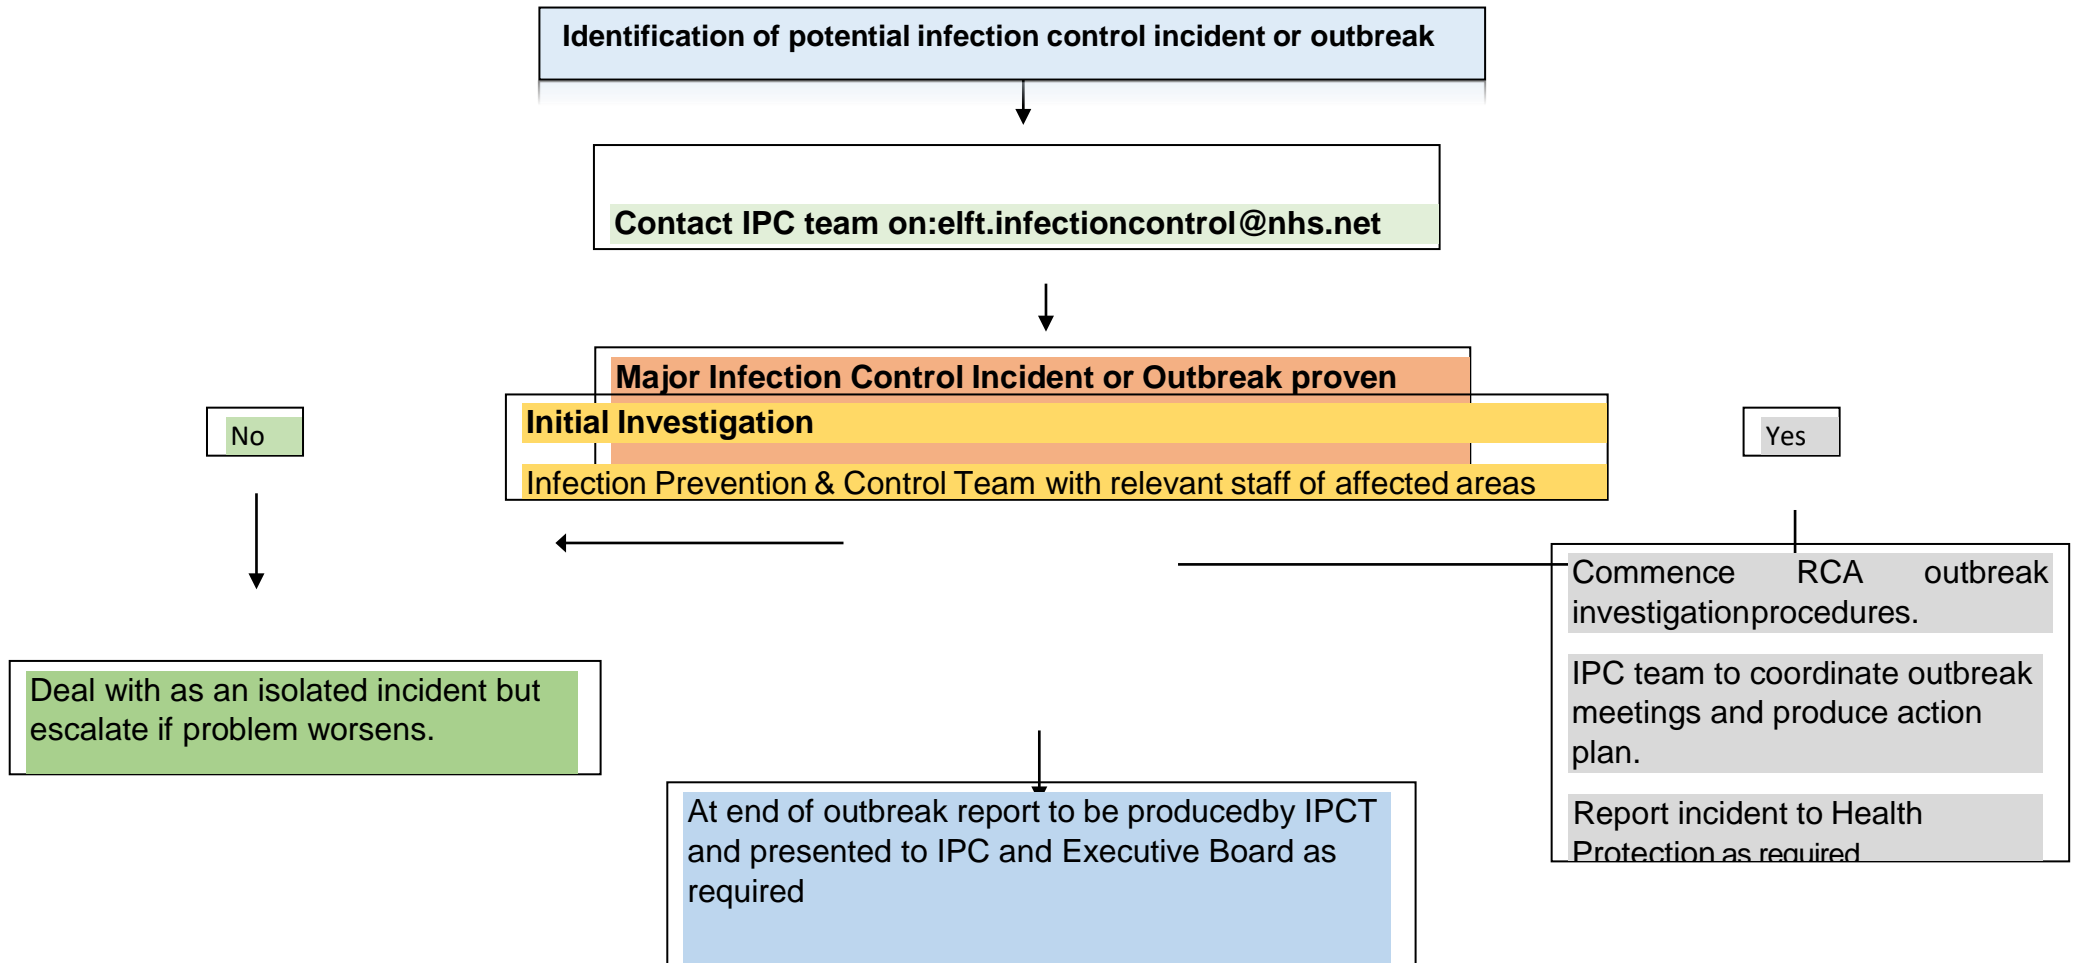 Identification of potential infection control incident or outbreak
Contact IPC team on:elft.infectioncontrol@nhs.net
Major Infection Control Incident or Outbreak proven
Initial Investigation
Infection Prevention & Control Team with relevant staff of affected areas
No
Yes
Deal with as an isolated incident but
escalate if problem worsens.
Commence RCA outbreak
investigationprocedures.
IPC team to coordinate outbreak
meetings and produce action
plan.
Report incident to Health
Protection as required
At end of outbreak report to be producedby IPCT
and presented to IPC and Executive Board as
required